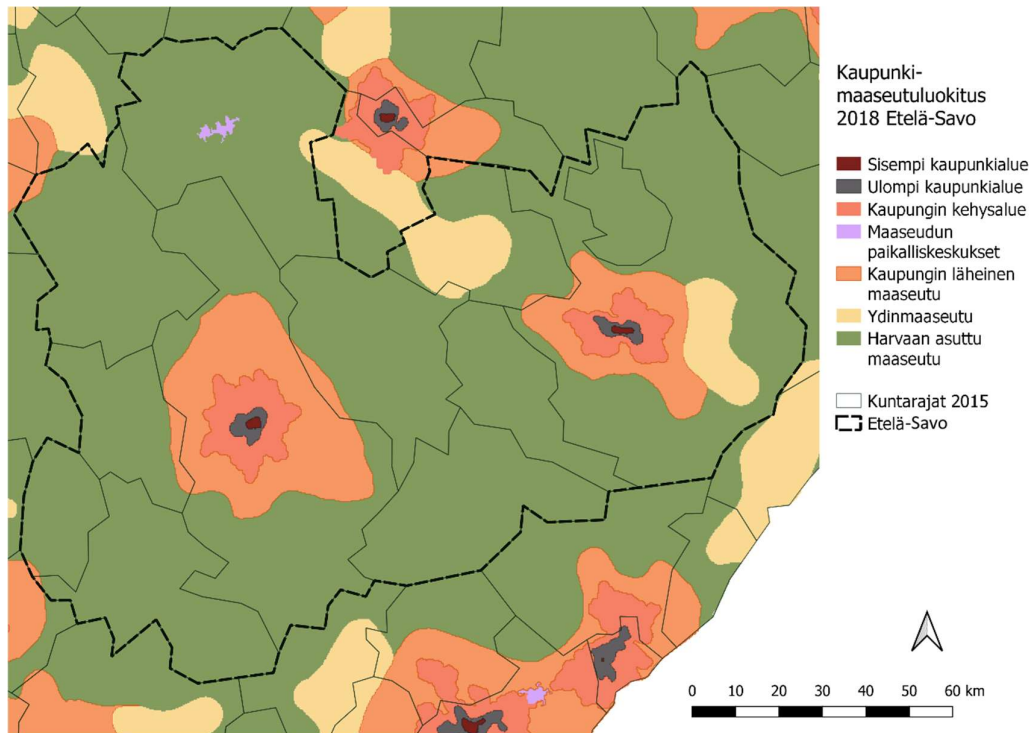 Kaupunki-
maaseutuluokitus
2018 Etelä-Savo
Sisempi kaupunkialue
Ulompi kaupunkialue
Kaupungin kehysalue
Maaseudun
paikalliskeskukset
Kaupungin läheinen
maaseutu
Ydinmaaseutu
Harvaan asuttu
maaseutu
Kuntarajat 2015
Etelä-Savo
0 10 20 30 40 50 60 km